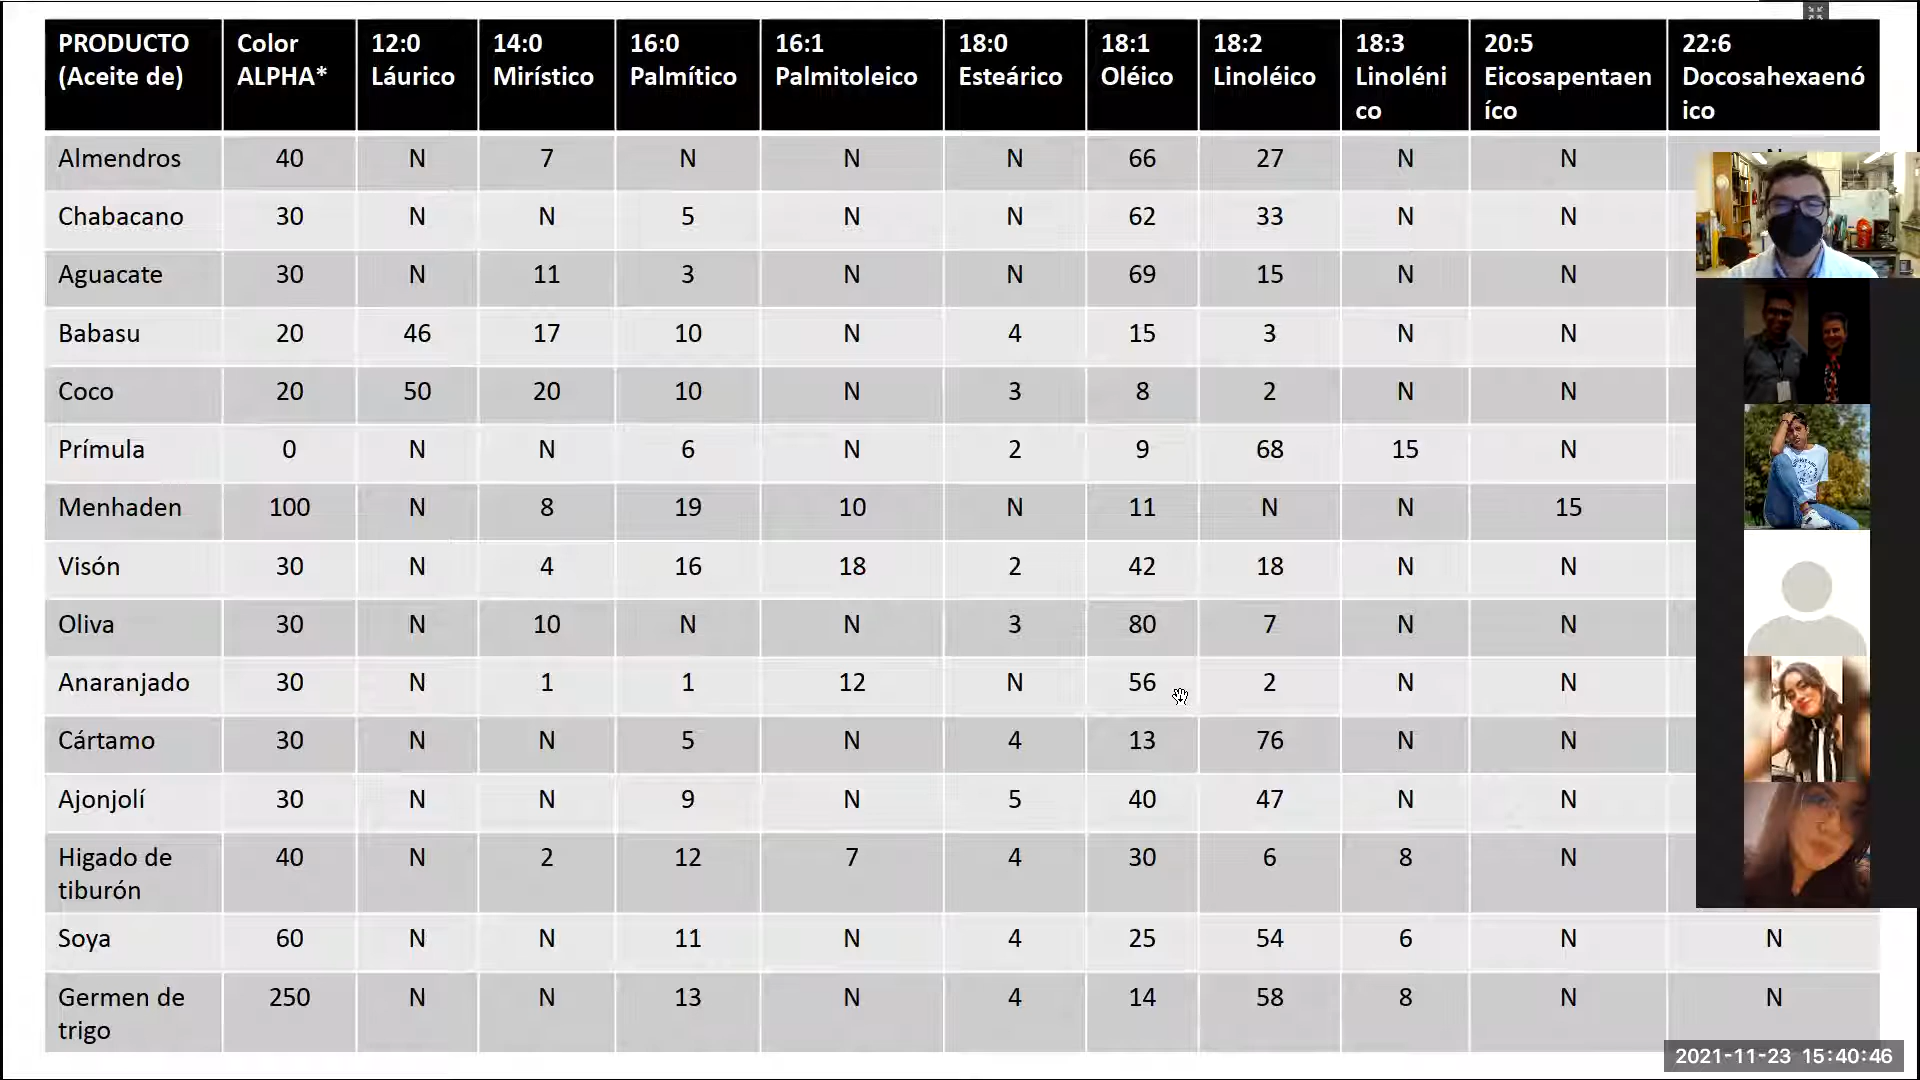 PRODUCTO (Aceite de) Color ALPHA* 12:0 Láurico 14:0 Mirístico 16:0 Palmítico 16:1 Palmitoleico 18:0 Esteárico 18:1 Oléico 18:2 Linoléico 18:3 Linoléni co 20:5 Eicosapentaen íco 22:6 Docosahexaenó ico
Almendros 40 N 7 N N N 66 27 N N
Chabacano 30 N N 5 N N 62 33 N N
Aguacate 30 N 11 3 N N 69 15 N N
Babasu 20 46 17 10 N 4 15 3 N N
Coco 20 50 20 10 N 3 8 2 N N
Prímula 0 N N 6 N 2 9 68 15 N
Menhaden 100 N 8 19 10 N 11 N N 15
Visón 30 N 4 16 18 2 42 18 N N
Oliva 30 N 10 N N 3 80 7 N N
Anaranjado 30 N 1 1 12 N 56 2 N N
Cártamo 30 N N 5 N 4 13 76 N N
Ajonjolí 30 N N 9 N 5 40 47 N N
Higado de tiburón 40 N 2 12 7 4 30 6 8 N
Soya 60 N N 11 N 4 25 54 6 N N
Germen de trigo 250 N N 13 N 4 14 58 8 N N
2021-11-23 15:40:46